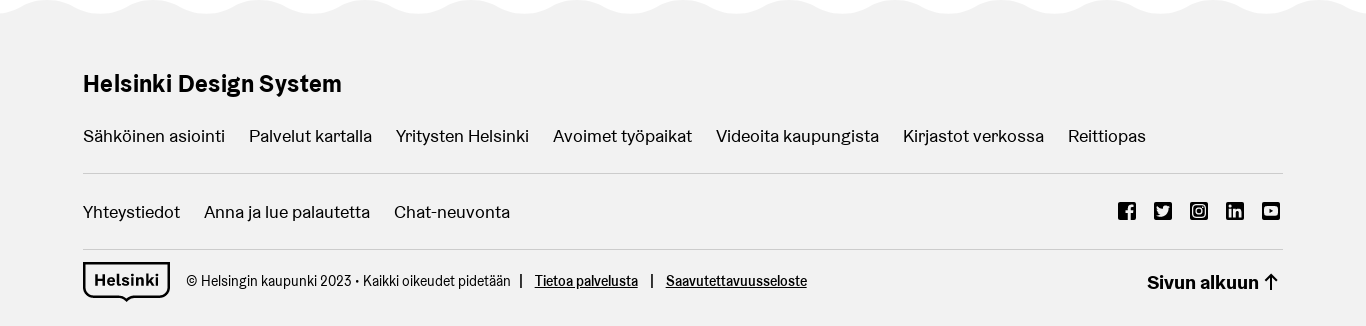 Helsinki Design System
Sähköinen asiointi Palvelut kartalla Yritysten Helsinki Avoimet työpaikat Videoita kaupungista Kirjastot verkossa Reittiopas
Yhteystiedot Anna ja lue palautetta Chat-neuvonta
Helsinki © Helsingin kaupunki 2023 • Kaikki oikeudet pidetään | Tietoa palvelusta | Saavutettavuusseloste Sivun alkuun ↑